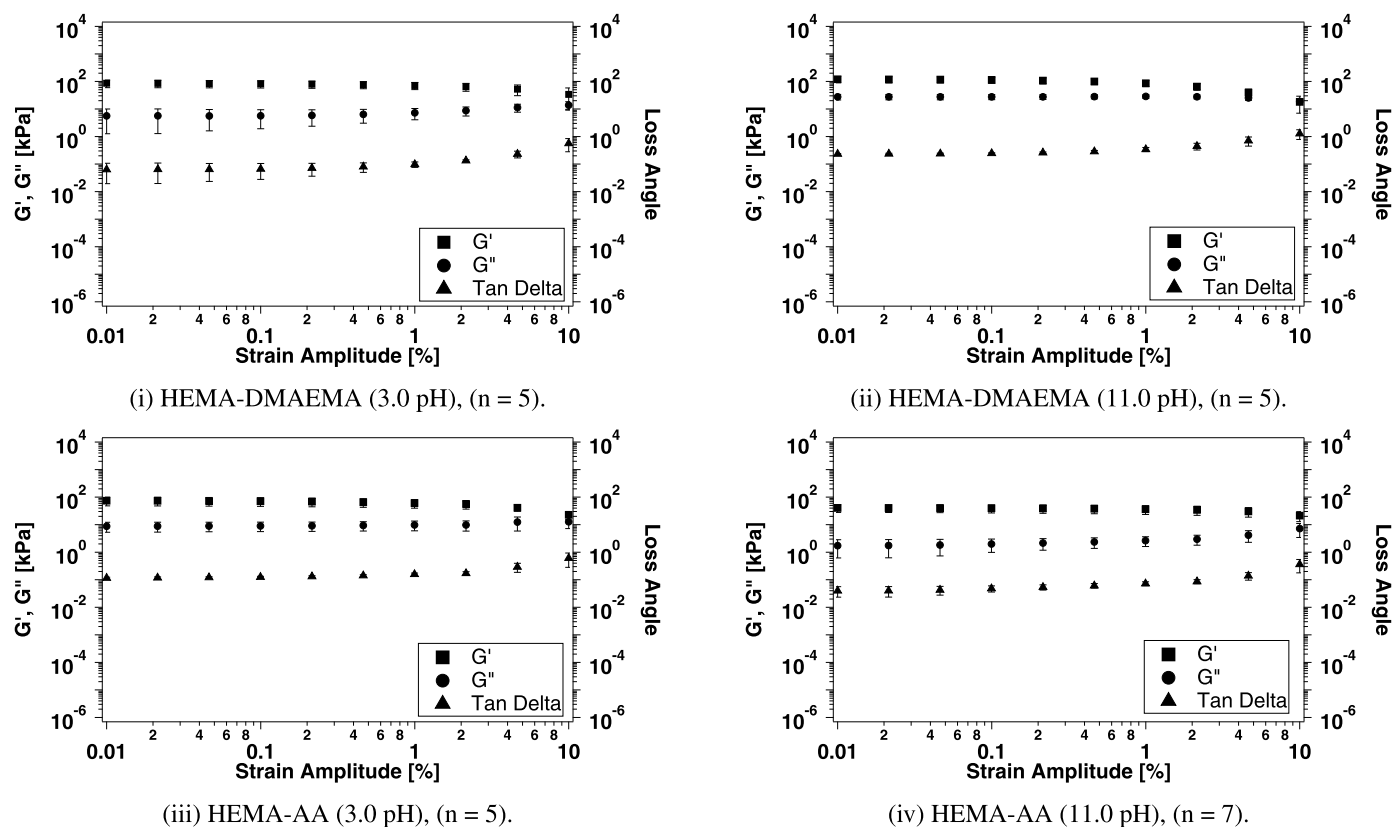 10^4 10^4 10^4 10^4
10^2 10^2 10^2 10^2
10^0 10^0 10^0 10^0
10^-2 10^-2 10^-2 10^-2
10^-4 10^-4 10^-4 10^-4
10^-6 10^-6 10^-6 10^-6
G', G" [kPa] Loss Angle G', G" [kPa] Loss Angle
G' G'
G" G"
Tan Delta Tan Delta
2 4 6 8 2 4 6 8 2 4 6 8 2 4 6 8 2 4 6 8 2 4 6 8
0.01 0.1 1 10 0.01 0.1 1 10
Strain Amplitude [%] Strain Amplitude [%]
(i) HEMA-DMAEMA (3.0 pH), (n = 5). (ii) HEMA-DMAEMA (11.0 pH), (n = 5).
10^4 10^4 10^4 10^4
10^2 10^2 10^2 10^2
10^0 10^0 10^0 10^0
10^-2 10^-2 10^-2 10^-2
10^-4 10^-4 10^-4 10^-4
10^-6 10^-6 10^-6 10^-6
G', G" [kPa] Loss Angle G', G" [kPa] Loss Angle
G' G'
G" G"
Tan Delta Tan Delta
2 4 6 8 2 4 6 8 2 4 6 8 2 4 6 8 2 4 6 8 2 4 6 8
0.01 0.1 1 10 0.01 0.1 1 10
Strain Amplitude [%] Strain Amplitude [%]
(iii) HEMA-AA (3.0 pH), (n = 5). (iv) HEMA-AA (11.0 pH), (n = 7).